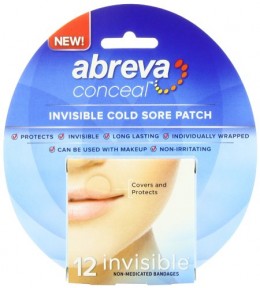 NEW!
abreva
conceal™
INVISIBLE COLD SORE PATCH
PROTECTS INVISIBLE LONG LASTING INDIVIDUALLY WRAPPED
CAN BE USED WITH MAKEUP NON-IRRITATING
Covers and
Protects
12 invisible
NON-MEDICATED BANDAGES